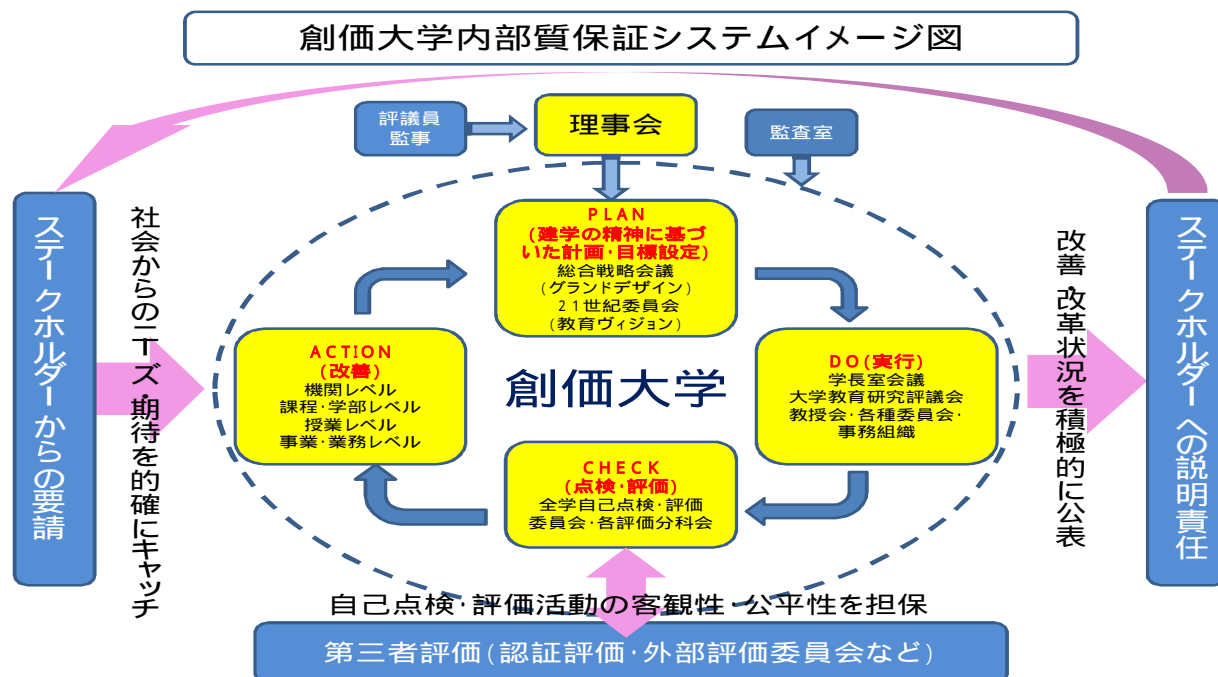 創価大学内部質保証システムイメージ図
評議員
監事
理事会
監査室
PLAN
(建学の精神に基づ
いた計画・目標設定)
総合戦略会議
(グランドデザイン)
21世紀委員会
(教育ヴィジョン)
ステークホルダーからの要請
社会からのニーズ・期待を的確にキャッチ
ACTION
(改善)
機関レベル
課程・学部レベル
授業レベル
事業・業務レベル
創価大学
DO(実行)
学長室会議
大学教育研究評議会
教授会・各種委員会・
事務組織
改善・改革状況を積極的に公表
ステークホルダーへの説明責任
CHECK
(点検・評価)
全学自己点検・評価
委員会・各評価分科会
自己点検・評価活動の客観性・公平性を担保
第三者評価(認証評価・外部評価委員会など)